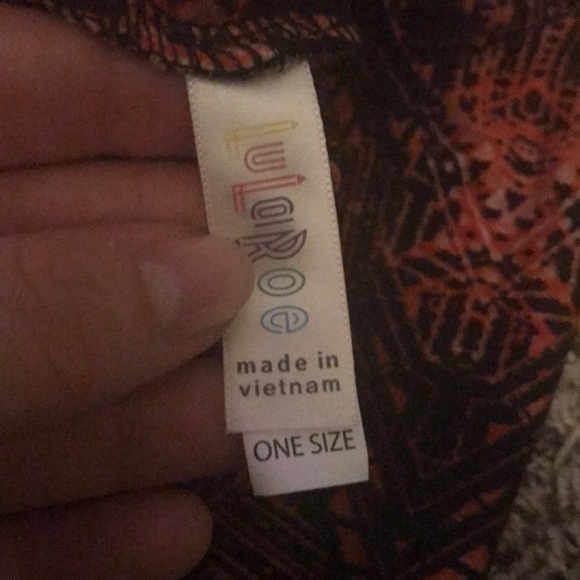 LuLaRoe
made in
vietnam
ONE SIZE